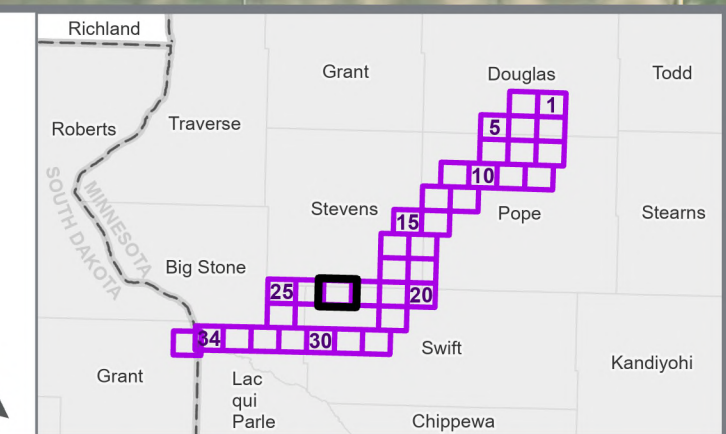 Richland
Grant
Douglas
Todd
1
Roberts
Traverse
5
SOUTH DAKOTA
MINNESOTA
10
Stevens
15
Pope
Stearns
Big Stone
25
20
34
30
Swift
Kandiyohi
Grant
Lac
qui
Parle
Chippewa